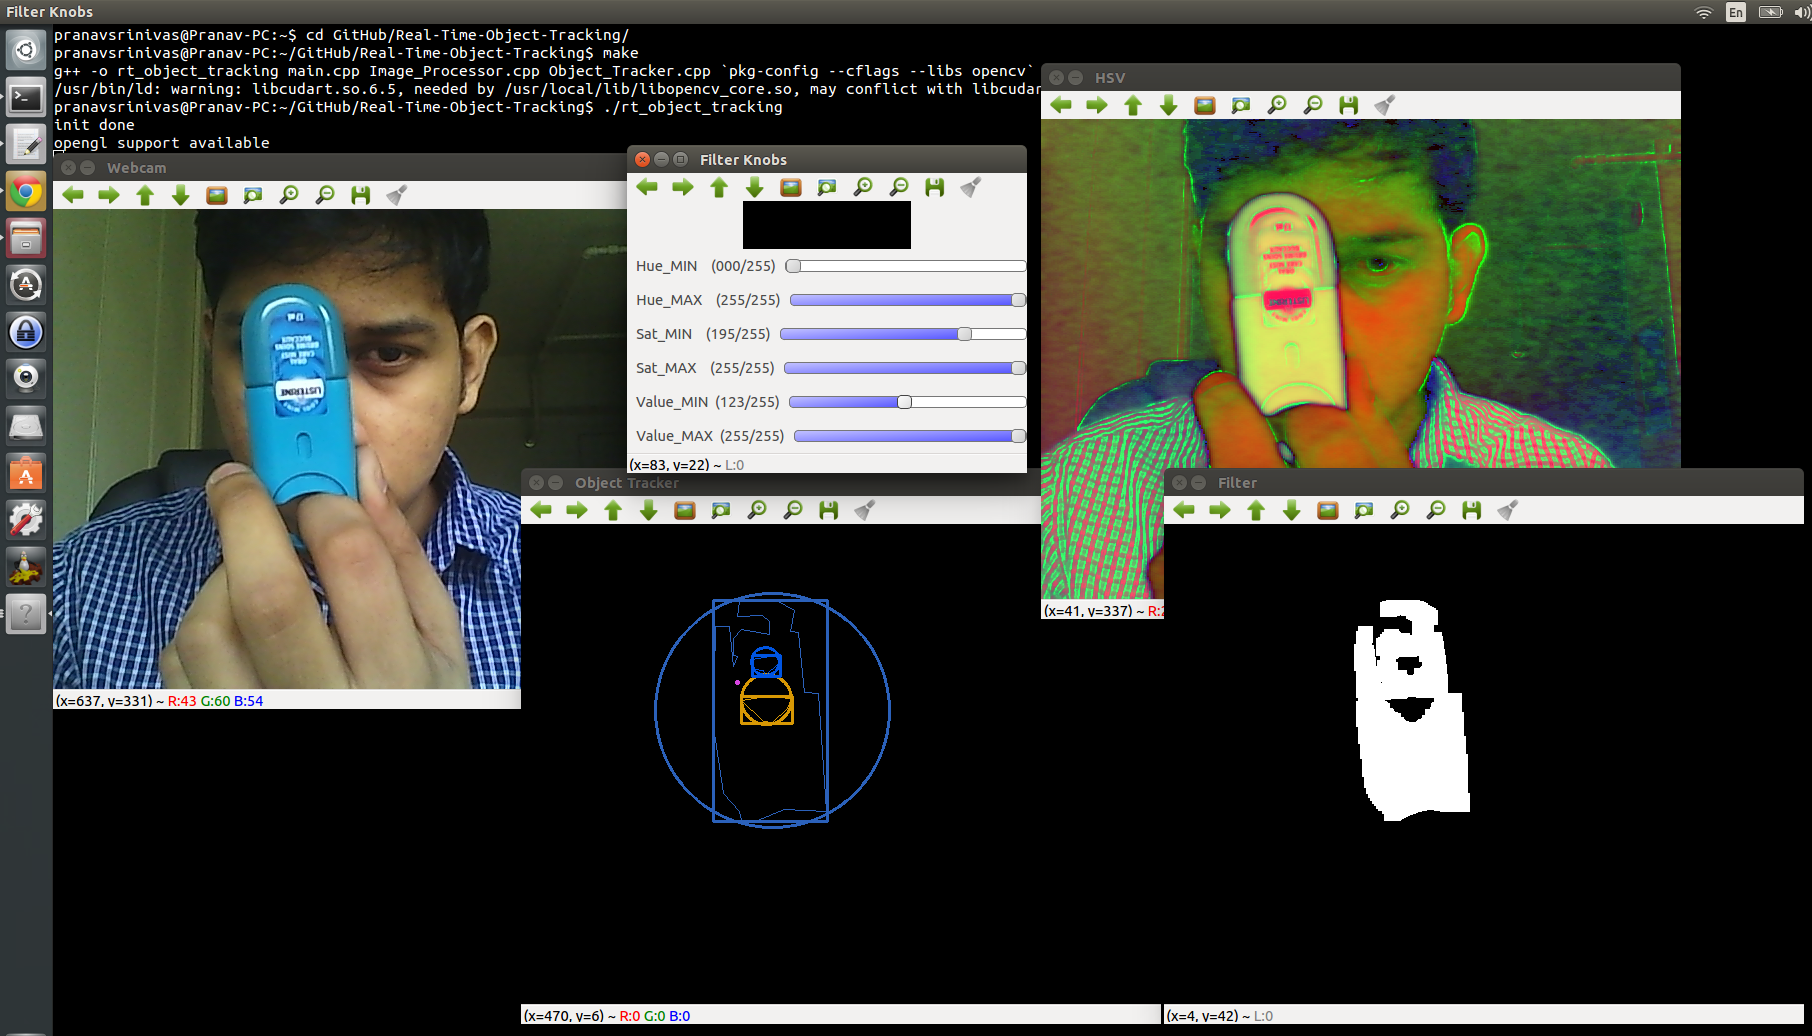 Filter Knobs
En
pranavsrinivas@Pranav-PC:~$ cd GitHub/Real-Time-Object-Tracking/
pranavsrinivas@Pranav-PC:~/GitHub/Real-Time-Object-Tracking$ make
g++ -o rt_object_tracking main.cpp Image_Processor.cpp Object_Tracker.cpp `pkg-config --cflags --libs opencv`
/usr/bin/ld: warning: libcudart.so.6.5, needed by /usr/local/lib/libopencv_core.so, may conflict with libcudar
pranavsrinivas@Pranav-PC:~/GitHub/Real-Time-Object-Tracking$ ./rt_object_tracking
init done
opengl support available
Webcam
LISTERINE
ORAL
CARE MIST
(x=637, y=331) ~ R:43 G:60 B:54
Filter Knobs
Hue_MIN (000/255)
Hue_MAX (255/255)
Sat_MIN (195/255)
Sat_MAX (255/255)
Value_MIN (123/255)
Value_MAX (255/255)
(x=83, y=22) ~ L:0
HSV
(x=41, y=337) ~ R:2
Object Tracker
(x=470, y=6) ~ R:0 G:0 B:0
Filter
(x=4, y=42) ~ L:0